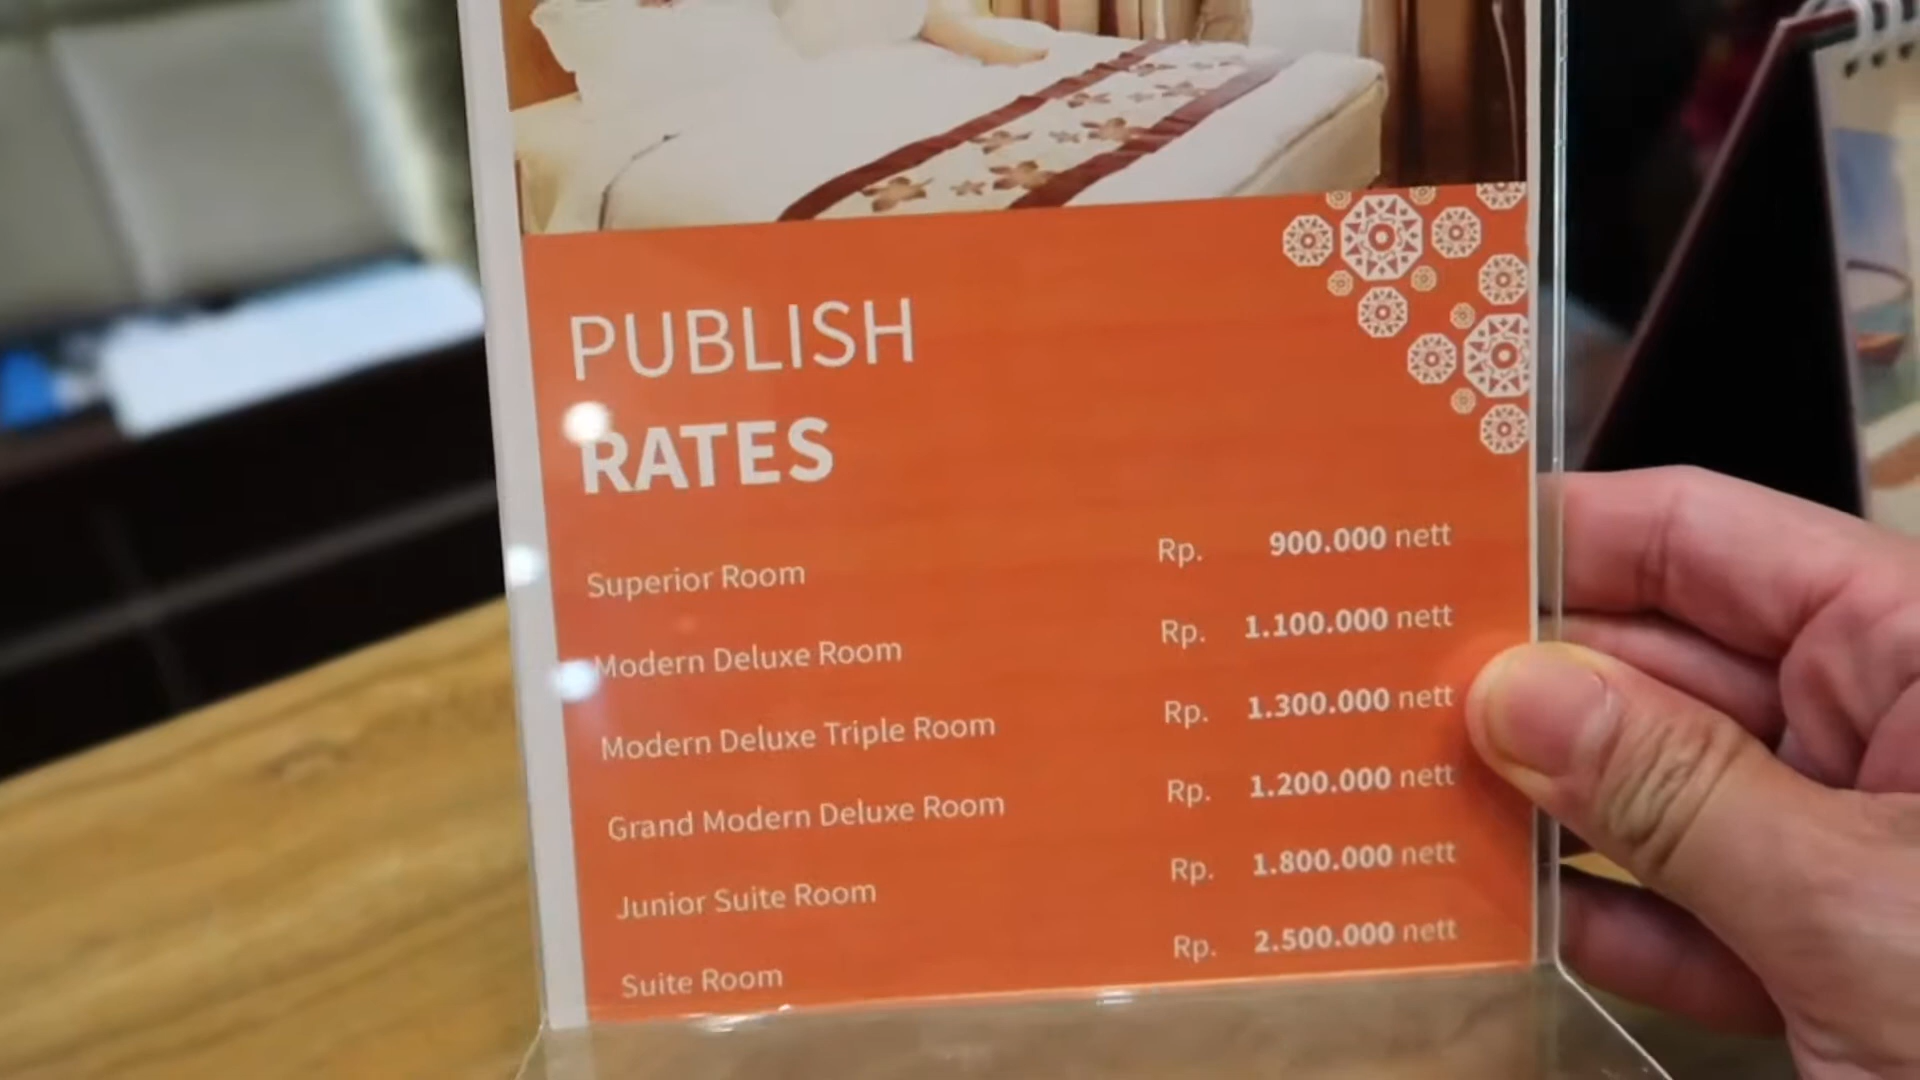 PUBLISH
RATES
Superior Room Rp. 900.000 nett
Modern Deluxe Room Rp. 1.100.000 nett
Modern Deluxe Triple Room Rp. 1.300.000 nett
Grand Modern Deluxe Room Rp. 1.200.000 nett
Junior Suite Room Rp. 1.800.000 nett
Suite Room Rp. 2.500.000 nett